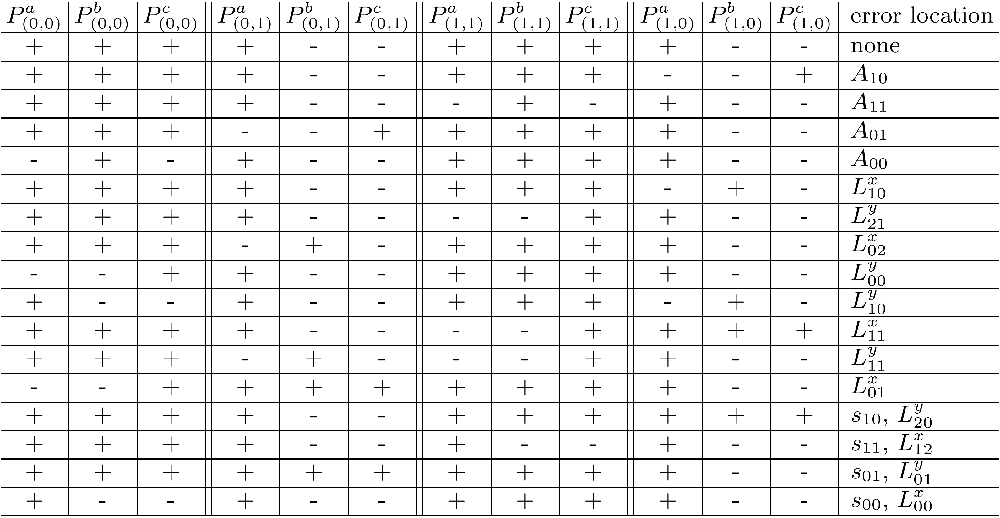 P^a_(0,0) P^b_(0,0) P^c_(0,0) P^a_(0,1) P^b_(0,1) P^c_(0,1) P^a_(1,1) P^b_(1,1) P^c_(1,1) P^a_(1,0) P^b_(1,0) P^c_(1,0) error location
+ + + + - - + + + + - - none
+ + + + - - + + + - - + A_10
+ + + + - - - + - + - - A_11
+ + + - - + + + + + - - A_01
- + - + - - + + + + - - A_00
+ + + + - - + + + - + - L^x_10
+ + + + - - - - + + - - L^y_21
+ + + - + - + + + + - - L^x_02
- - + + - - + + + + - - L^y_00
+ - - + - - + + + - + - L^y_10
+ + + + - - - - + + + + L^x_11
+ + + - + - - - + + - - L^y_11
- - + + + + + + + + - - L^x_01
+ + + + - - + + + + + + s_10, L^y_20
+ + + + - - + - - + - - s_11, L^x_12
+ + + + + + + + + + - - s_01, L^y_01
+ - - + - - + + + + - - s_00, L^x_00